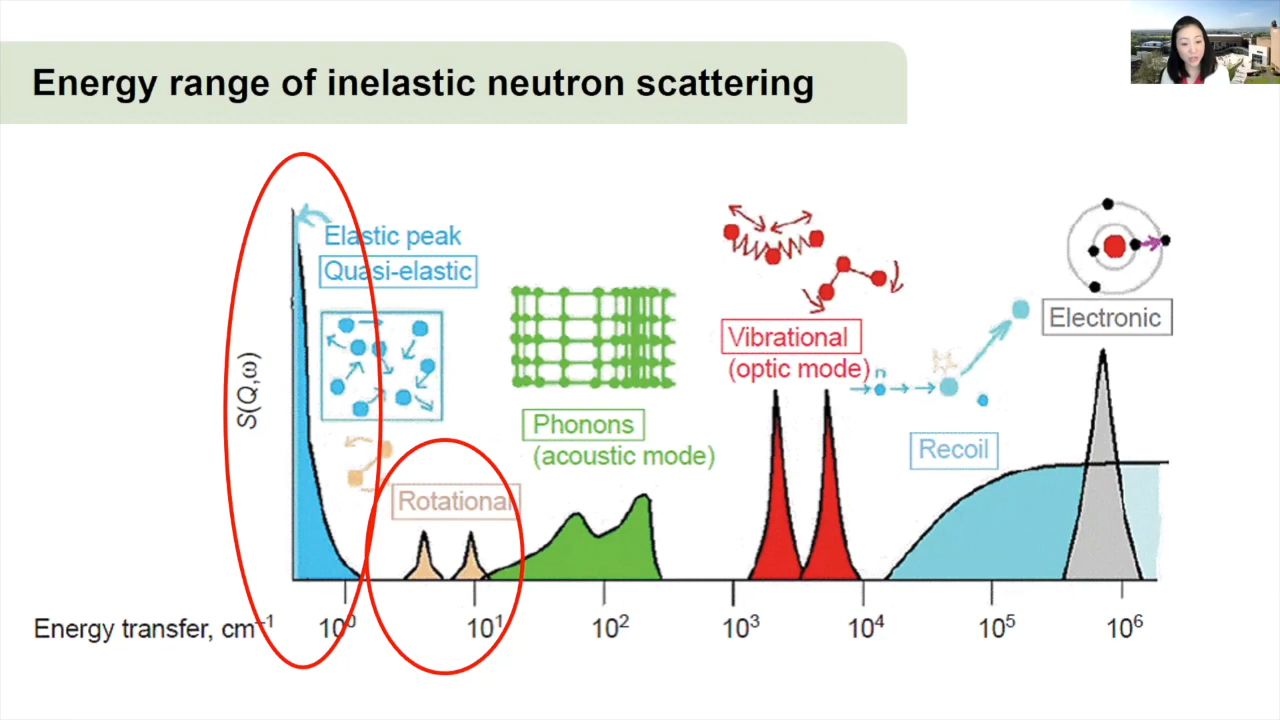 Energy range of inelastic neutron scattering
Elastic peak
Quasi-elastic
S(Q,ω)
Rotational
Phonons
(acoustic mode)
Vibrational
(optic mode)
n
Recoil
Electronic
Energy transfer, cm⁻¹
10⁰ 10¹ 10² 10³ 10⁴ 10⁵ 10⁶